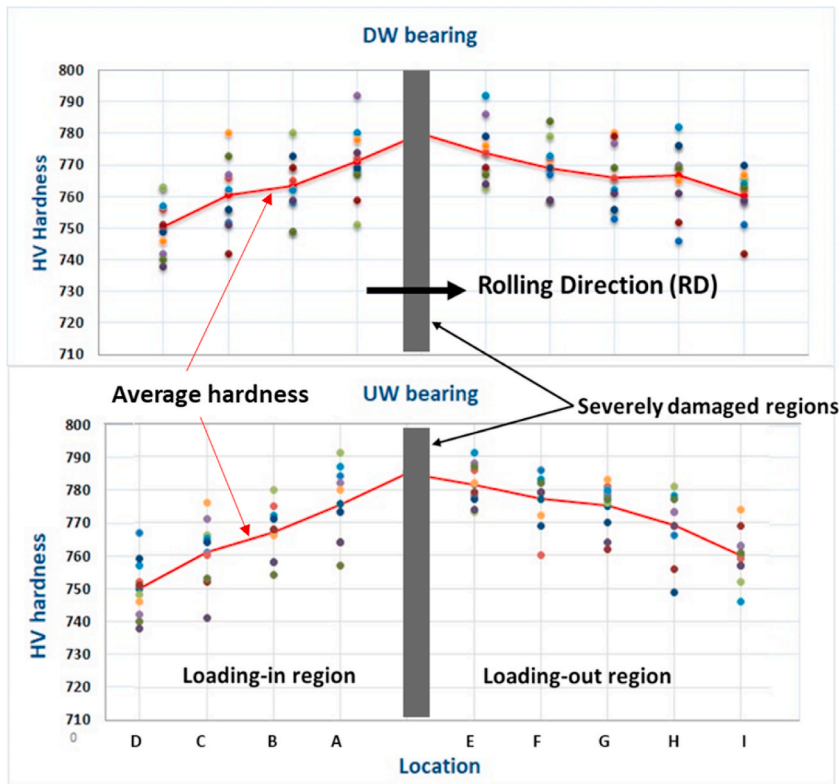 DW bearing
HV Hardness
800
790
780
770
760
750
740
730
720
710
Rolling Direction (RD)
Average hardness
UW bearing
Severely damaged regions
HV hardness
800
790
780
770
760
750
740
730
720
710
0
Loading-in region
Loading-out region
D C B A E F G H I
Location